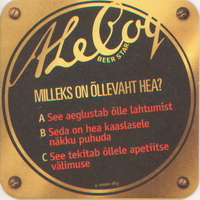 A Le Coq
BEER STAR
MILLEKS ON ÕLLEVAHT HEA?
A See aeglustab õlle lahtumist
B Seda on hea kaaslasele
näkku puhuda
C See tekitab õllele apetiitse
välimuse